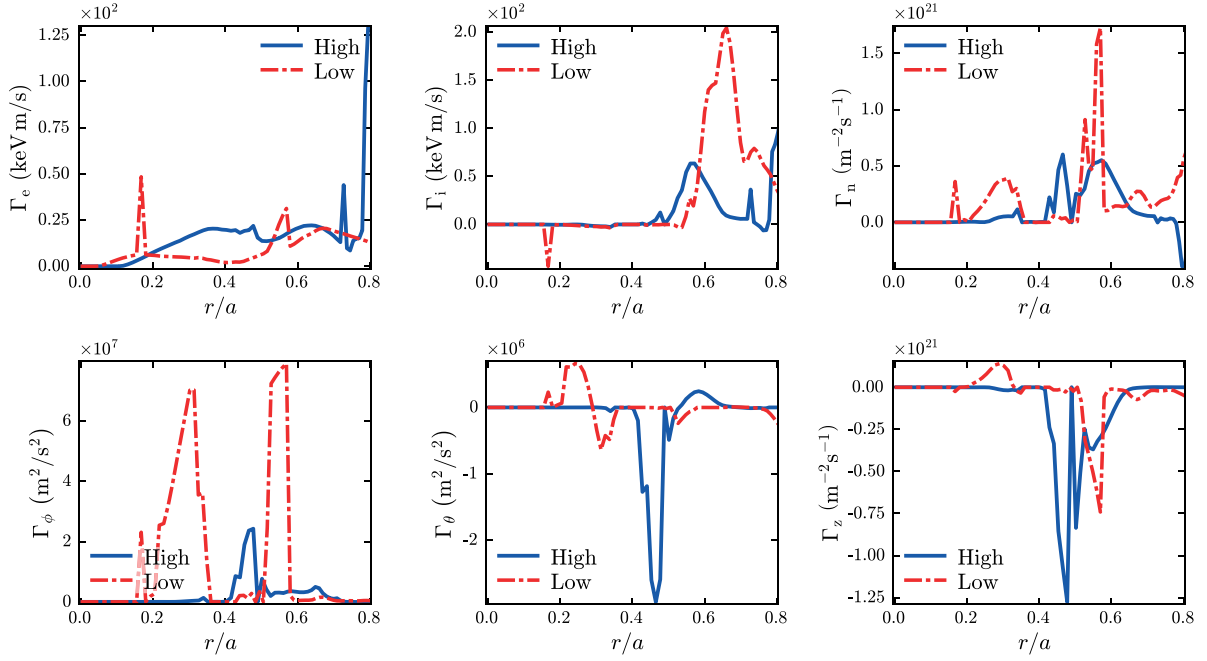 ×10²
1.25
1.00
0.75
0.50
0.25
0.00
Γₑ (keV m/s)
High
Low
0.0 0.2 0.4 0.6 0.8
r/a
×10²
2.0
1.5
1.0
0.5
0.0
Γᵢ (keV m/s)
High
Low
0.0 0.2 0.4 0.6 0.8
r/a
×10²¹
1.5
1.0
0.5
0.0
Γₙ (m⁻²s⁻¹)
High
Low
0.0 0.2 0.4 0.6 0.8
r/a
×10⁷
6
4
2
0
Γ_ϕ (m²/s²)
High
Low
0.0 0.2 0.4 0.6 0.8
r/a
×10⁶
0
-1
-2
Γ_θ (m²/s²)
High
Low
0.0 0.2 0.4 0.6 0.8
r/a
×10²¹
0.00
-0.25
-0.50
-0.75
-1.00
-1.25
Γ_z (m⁻²s⁻¹)
High
Low
0.0 0.2 0.4 0.6 0.8
r/a